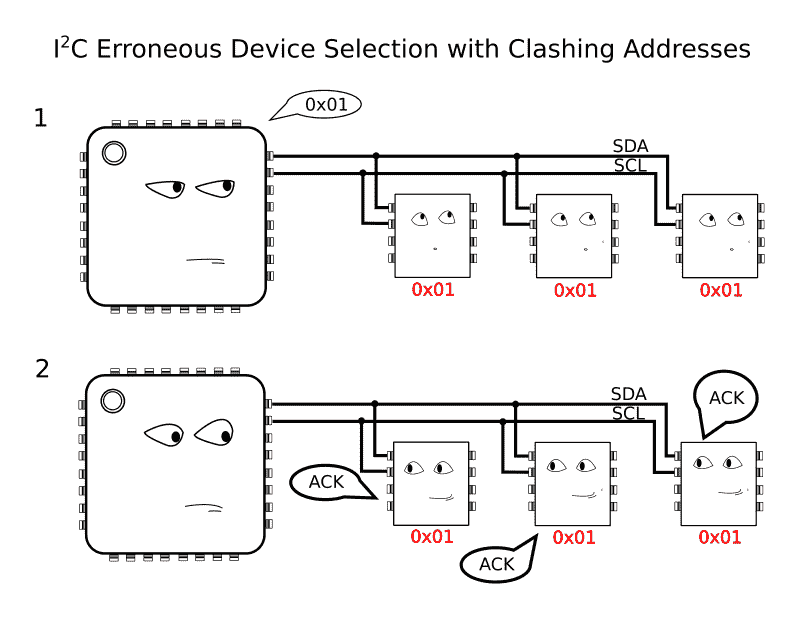 I²C Erroneous Device Selection with Clashing Addresses
1
0x01
SDA
SCL
0x01
0x01
0x01
2
SDA
SCL
ACK
ACK
ACK
0x01
0x01
0x01